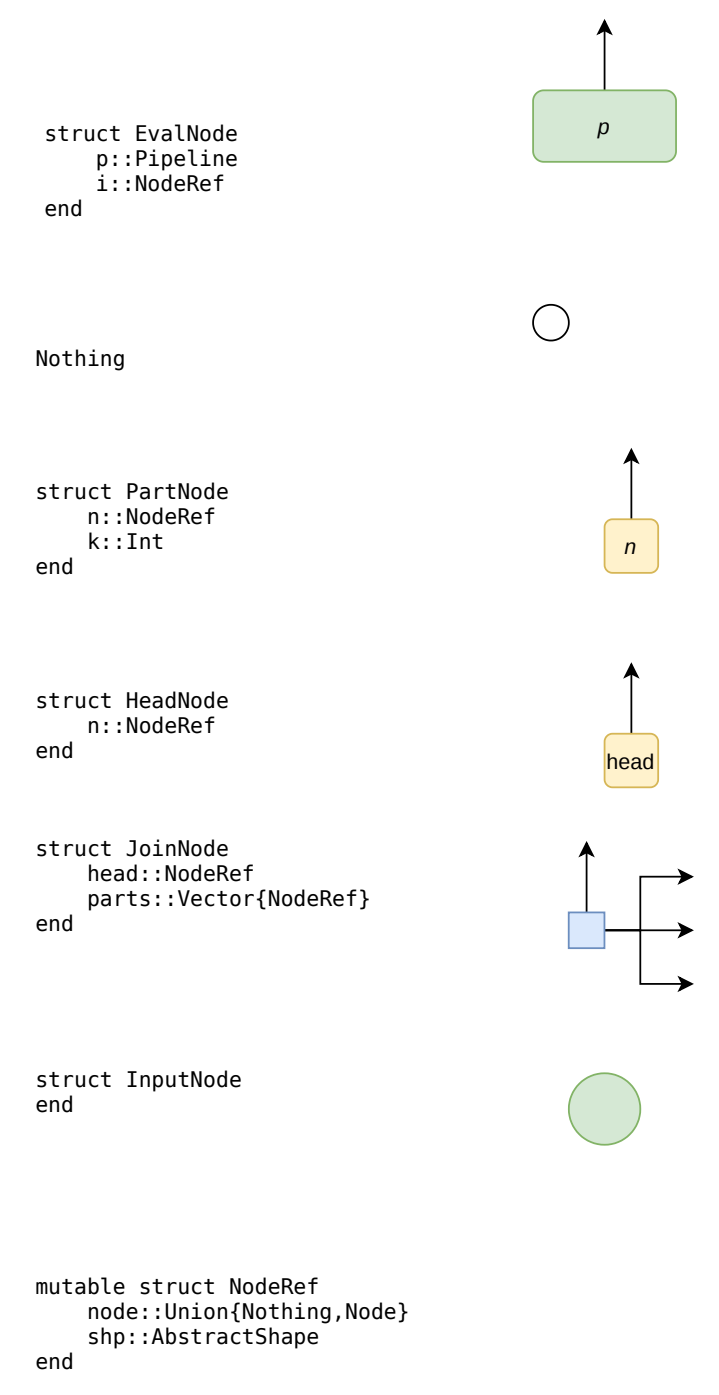 struct EvalNode
    p::Pipeline
    i::NodeRef
end
p
Nothing
struct PartNode
    n::NodeRef
    k::Int
end
n
struct HeadNode
    n::NodeRef
end
head
struct JoinNode
    head::NodeRef
    parts::Vector{NodeRef}
end
struct InputNode
end
mutable struct NodeRef
    node::Union{Nothing,Node}
    shp::AbstractShape
end